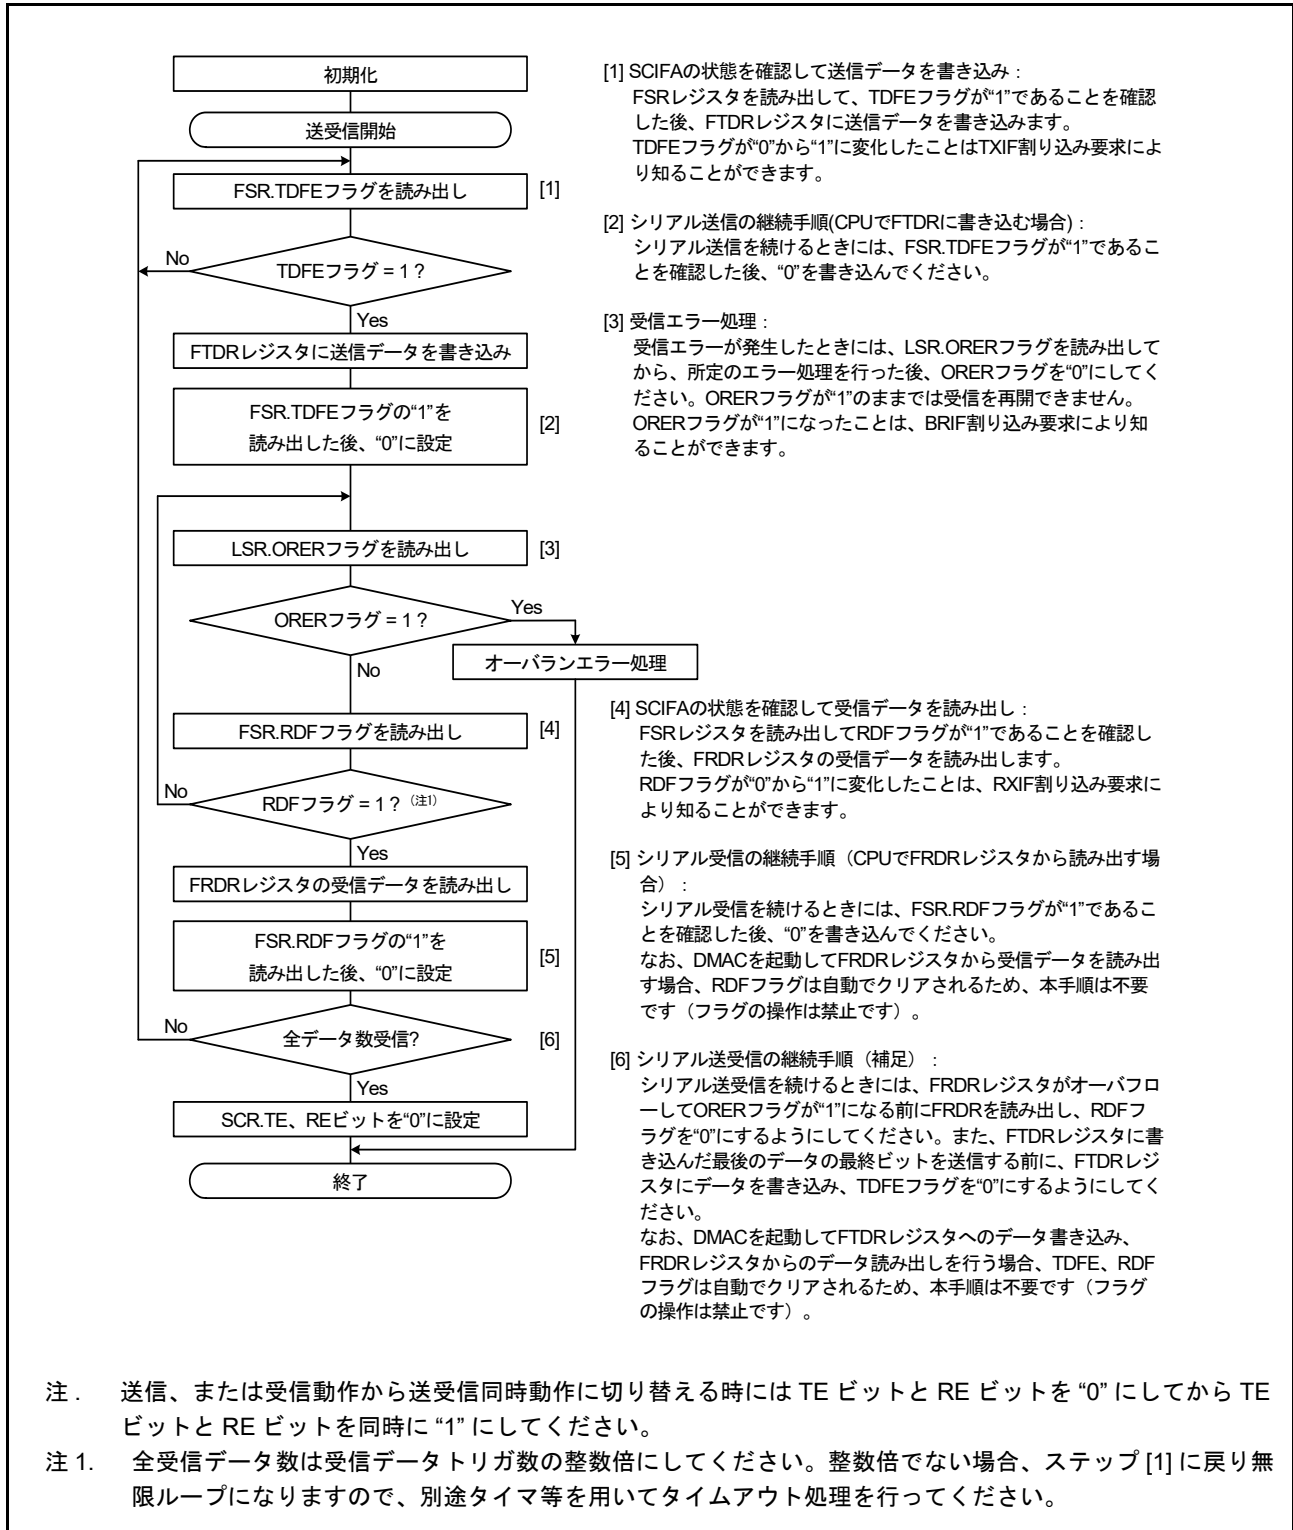 初期化
送受信開始
FSR.TDFEフラグを読み出し
[1]
No
TDFEフラグ = 1 ?
Yes
FTDRレジスタに送信データを書き込み
FSR.TDFEフラグの“1”を
読み出した後、“0”に設定
[2]
LSR.ORERフラグを読み出し
[3]
ORERフラグ = 1 ?
Yes
オーバランエラー処理
No
FSR.RDFフラグを読み出し
[4]
No
RDFフラグ = 1 ? (注1)
Yes
FRDRレジスタの受信データを読み出し
FSR.RDFフラグの“1”を
読み出した後、“0”に設定
[5]
No
全データ数受信?
[6]
Yes
SCR.TE、REビットを“0”に設定
終了
[1] SCIFAの状態を確認して送信データを書き込み：
FSRレジスタを読み出して、TDFEフラグが“1”であることを確認
した後、FTDRレジスタに送信データを書き込みます。
TDFEフラグが“0”から“1”に変化したことはTXIF割り込み要求によ
り知ることができます。
[2] シリアル送信の継続手順(CPUでFTDRに書き込む場合)：
シリアル送信を続けるときには、FSR.TDFEフラグが“1”であるこ
とを確認した後、“0”を書き込んでください。
[3] 受信エラー処理：
受信エラーが発生したときには、LSR.ORERフラグを読み出して
から、所定のエラー処理を行った後、ORERフラグを“0”にしてく
ださい。ORERフラグが“1”のままでは受信を再開できません。
ORERフラグが“1”になったことは、BRIF割り込み要求により知
ることができます。
[4] SCIFAの状態を確認して受信データを読み出し：
FSRレジスタを読み出してRDFフラグが“1”であることを確認し
た後、FRDRレジスタの受信データを読み出します。
RDFフラグが“0”から“1”に変化したことは、RXIF割り込み要求に
より知ることができます。
[5] シリアル受信の継続手順（CPUでFRDRレジスタから読み出す場
合）：
シリアル受信を続けるときには、FSR.RDFフラグが“1”であるこ
とを確認した後、“0”を書き込んでください。
なお、DMACを起動してFRDRレジスタから受信データを読み出
す場合、RDFフラグは自動でクリアされるため、本手順は不要
です（フラグの操作は禁止です）。
[6] シリアル送受信の継続手順（補足）：
シリアル送受信を続けるときには、FRDRレジスタがオーバフロ
ーしてORERフラグが“1”になる前にFRDRを読み出し、RDFフ
ラグを“0”にするようにしてください。また、FTDRレジスタに書
き込んだ最後のデータの最終ビットを送信する前に、FTDRレジ
スタにデータを書き込み、TDFEフラグを“0”にするようにしてく
ださい。
なお、DMACを起動してFTDRレジスタへのデータ書き込み、
FRDRレジスタからのデータ読み出しを行う場合、TDFE、RDF
フラグは自動でクリアされるため、本手順は不要です（フラグ
の操作は禁止です）。
注 . 送信、または受信動作から送受信同時動作に切り替える時には TE ビットと RE ビットを “0” にしてから TE
ビットと RE ビットを同時に “1” にしてください。
注 1. 全受信データ数は受信データトリガ数の整数倍にしてください。整数倍でない場合、ステップ [1] に戻り無
限ループになりますので、別途タイマ等を用いてタイムアウト処理を行ってください。